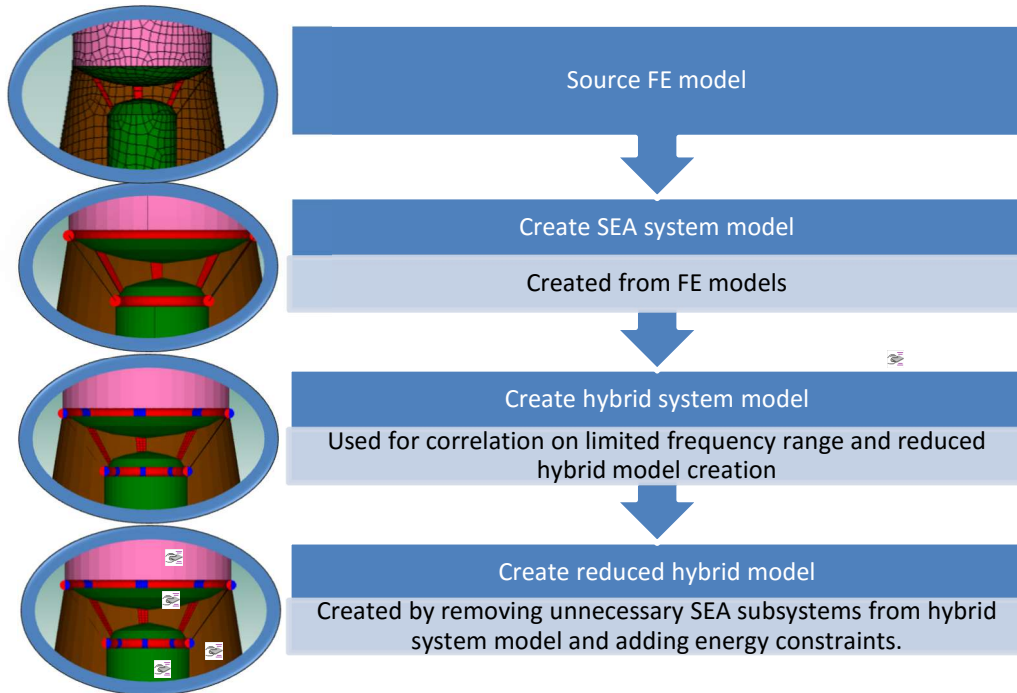 Source FE model
Create SEA system model
Created from FE models
Create hybrid system model
Used for correlation on limited frequency range and reduced
hybrid model creation
Create reduced hybrid model
Created by removing unnecessary SEA subsystems from hybrid
system model and adding energy constraints.